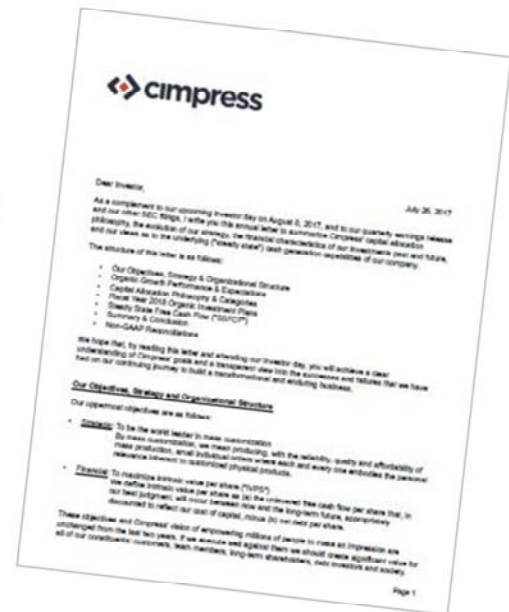 cimpress
July 26, 2017
Dear Investor,
As a complement to our upcoming investor day on August 8, 2017, and to our quarterly earnings release
and our other SEC filings, I write you this annual letter to summarize Cimpress' capital allocation
philosophy, the evolution of our strategy, the financial characteristics of our investments past and future,
and our views as to the underlying ("steady state") cash generation capabilities of our company.
The structure of this letter is as follows:
• Our Objectives, Strategy & Organizational Structure
• Organic Growth Performance & Expectations
• Capital Allocation Philosophy & Categories
• Fiscal Year 2018 Organic Investment Plans
• Steady State Free Cash Flow ("SSFCF")
• Summary & Conclusion
• Non-GAAP Reconciliations
We hope that, by reading this letter and attending our investor day, you will achieve a clear
understanding of Cimpress' goals and a transparent view into the successes and failures that we have
had on our continuing journey to build a transformational and enduring business.
Our Objectives, Strategy and Organizational Structure
Our uppermost objectives are as follows:
• Strategic: To be the world leader in mass customization
By mass customization, we mean producing, with the reliability, quality and affordability of
mass production, small individual orders where each and every one embodies the personal
relevance inherent in customized physical products.
• Financial: To maximize intrinsic value per share ("IVPS")
We define intrinsic value per share as (a) the unlevered free cash flow per share that, in
our best judgment, will occur between now and the long-term future, appropriately
discounted to reflect our cost of capital, minus (b) net debt per share.
These objectives and Cimpress' vision of empowering millions of people to make an impression are
unchanged from the last two years. If we execute well against them we should create significant value for
all of our constituents: customers, team members, long-term shareholders, debt investors and society.
Page 1